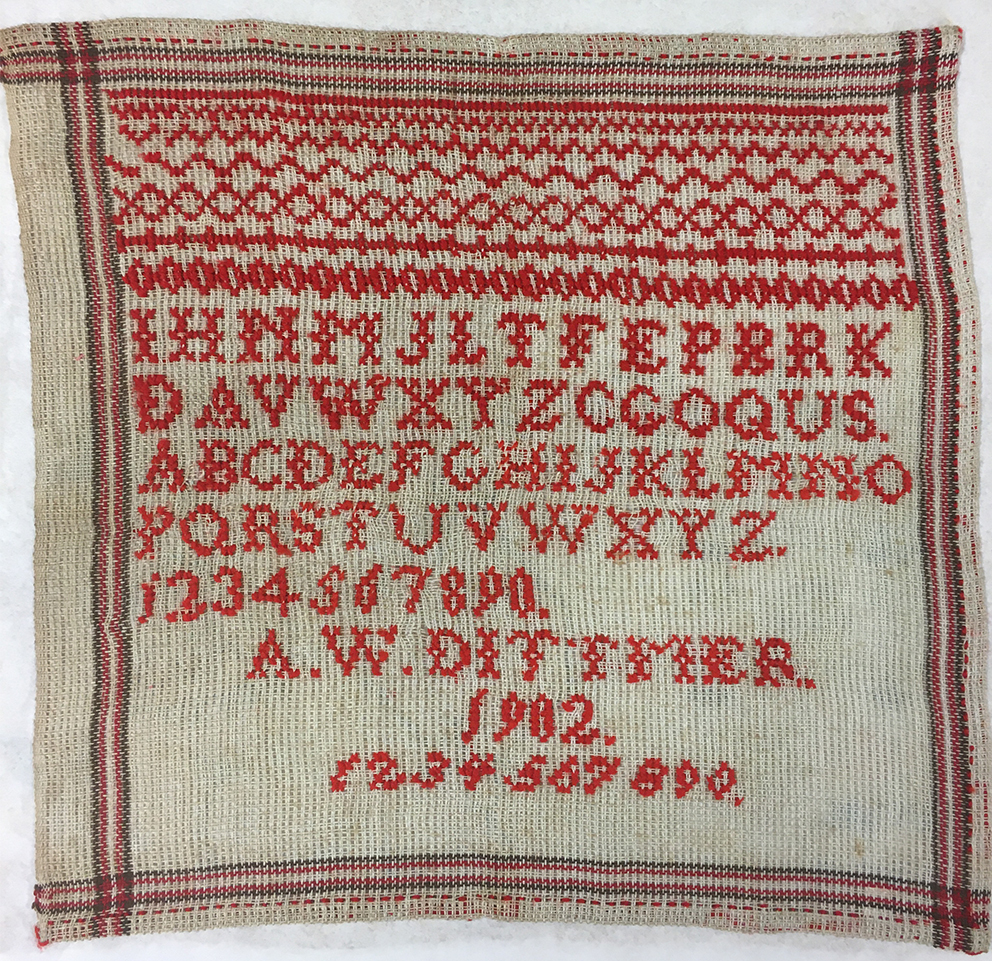 IHNMJLTFEPBRK
DAVWXYZCGOQUS.
ABCDEFGHIJKLMNO
PQRSTUVWXYZ.
1234567890.
A.W.DITTMER.
1902.
1234567890.